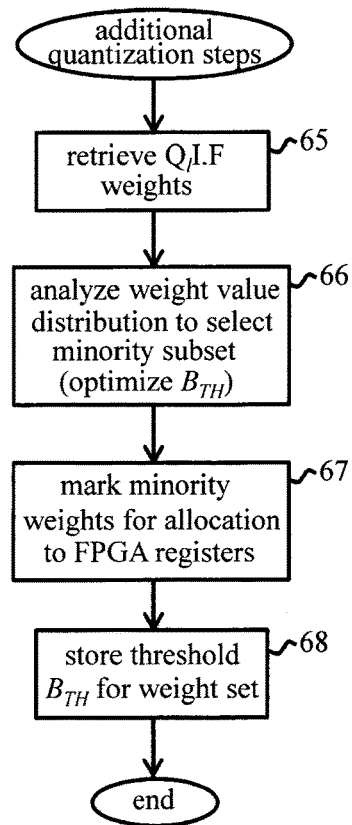 additional
quantization steps
65
retrieve QlI.F
weights
66
analyze weight value
distribution to select
minority subset
(optimize BTH)
67
mark minority
weights for allocation
to FPGA registers
68
store threshold
BTH for weight set
end